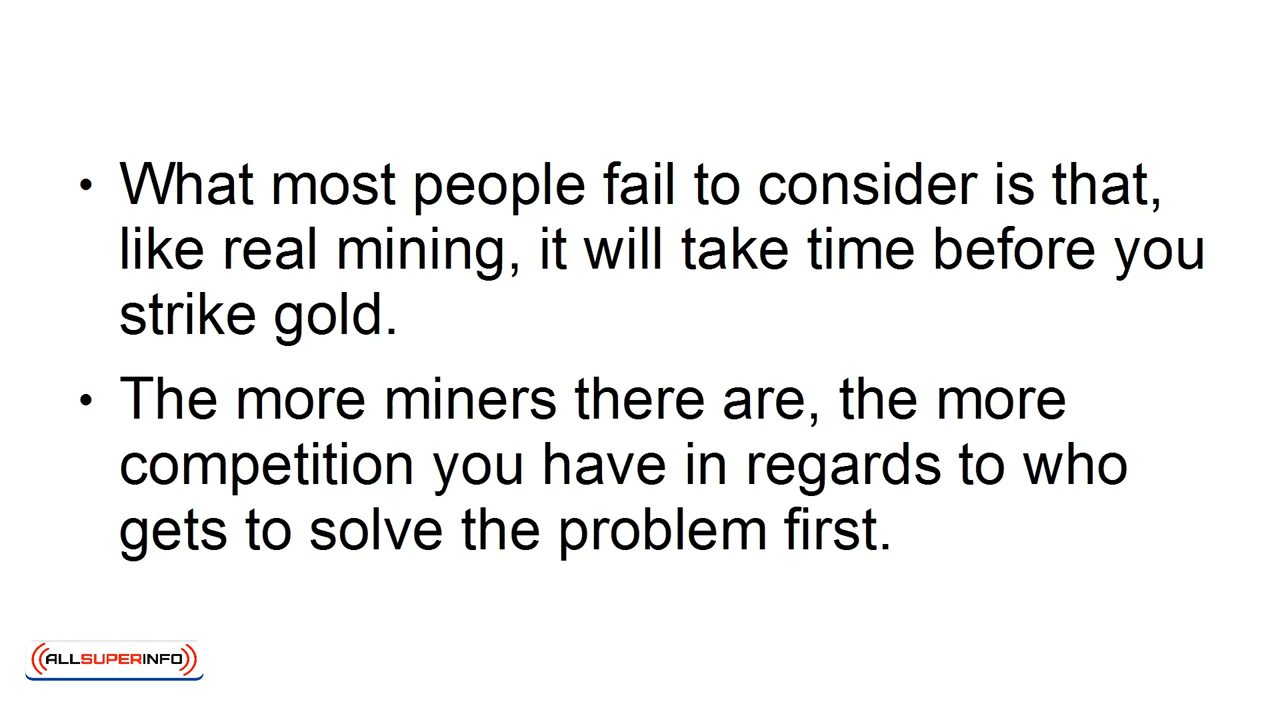 • What most people fail to consider is that,
like real mining, it will take time before you
strike gold.
• The more miners there are, the more
competition you have in regards to who
gets to solve the problem first.
ALLSUPERINFO